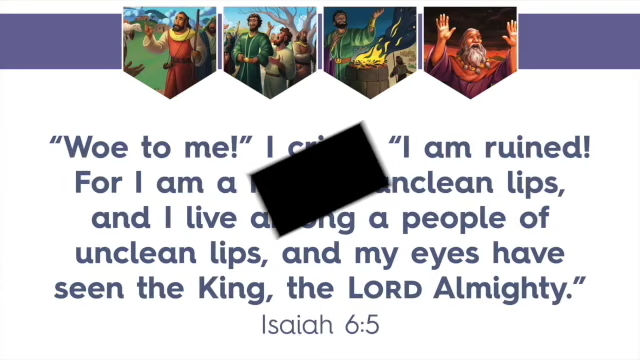 “Woe to me!” I “I am ruined!
For I am a unclean lips,
and I live among a people of
unclean lips, and my eyes have
seen the King, the LORD Almighty.”
Isaiah 6:5